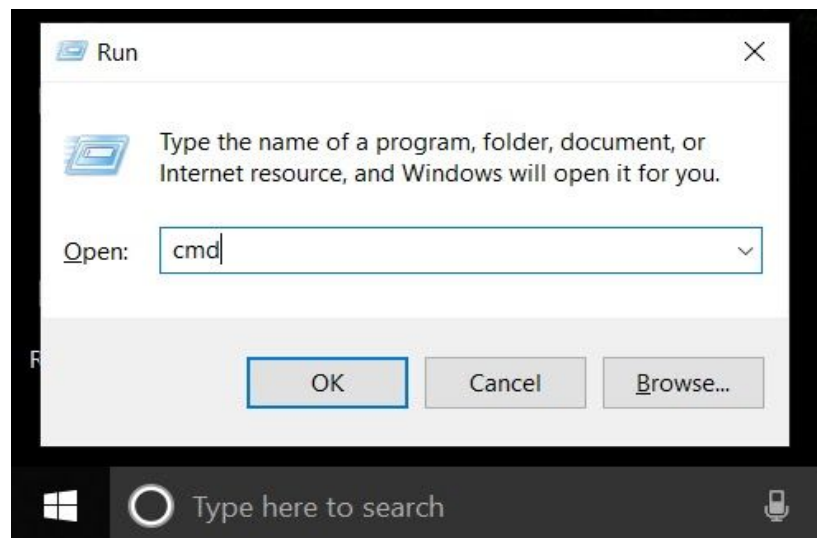 Run
Type the name of a program, folder, document, or
Internet resource, and Windows will open it for you.
Open:
cmd
OK
Cancel
Browse...
R
Type here to search